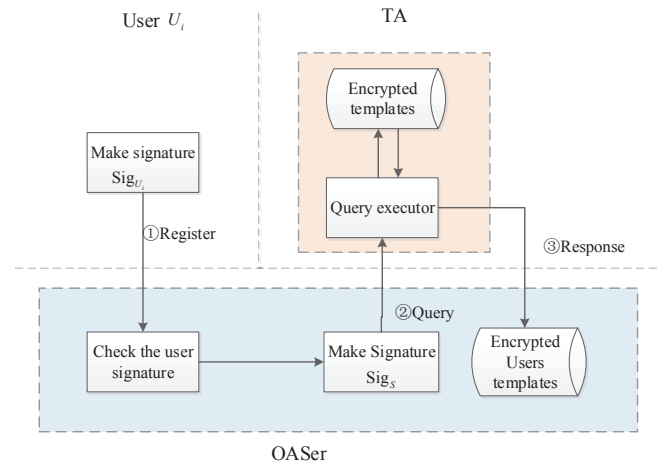 User U_i
TA
Encrypted
templates
Make signature
Sig_{U_i}
Query executor
①Register
③Response
②Query
Check the user
signature
Make Signature
Sig_S
Encrypted
Users
templates
OASer